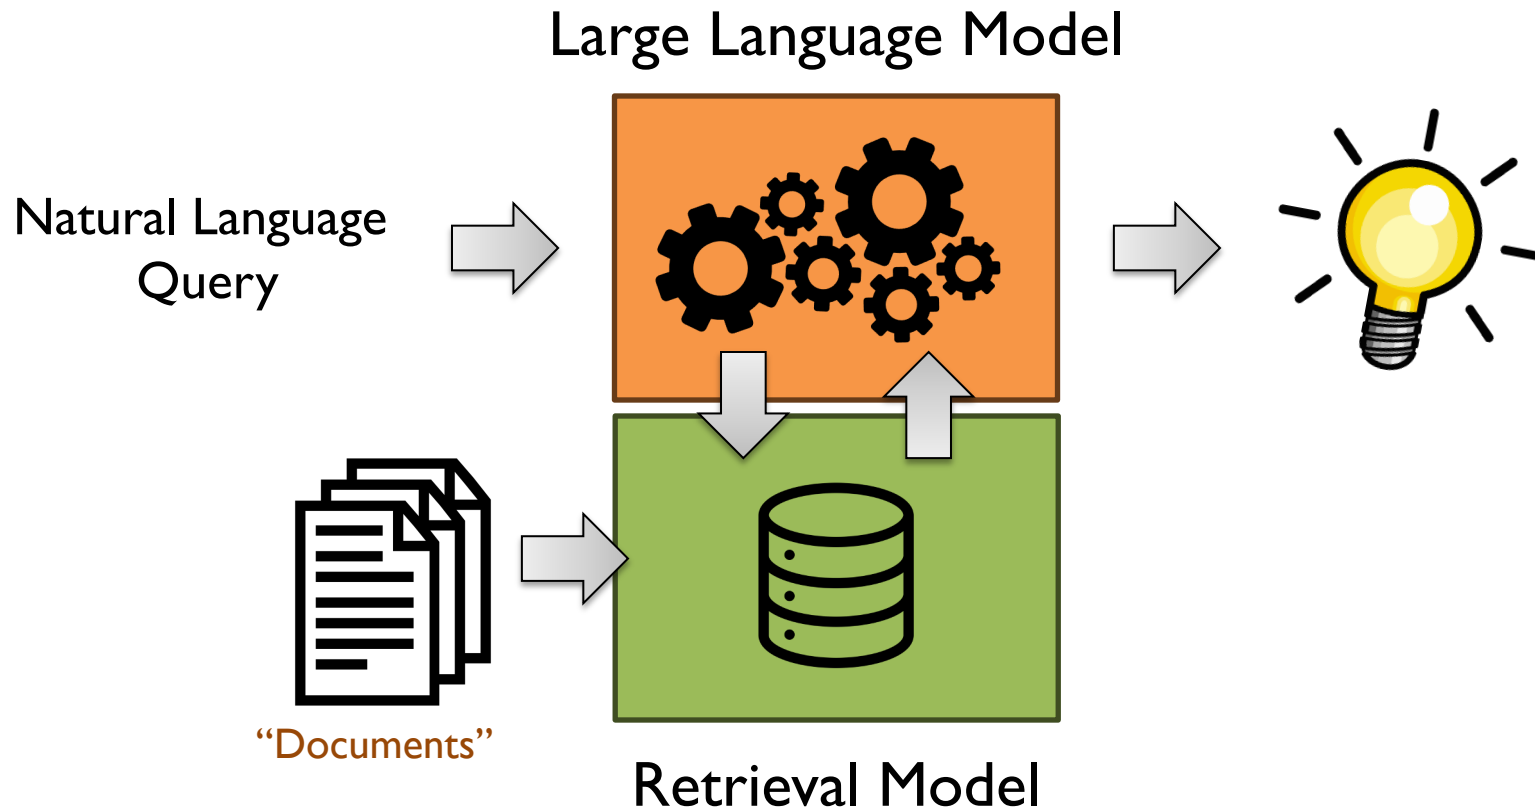 Large Language Model
Natural Language
Query
“Documents”
Retrieval Model